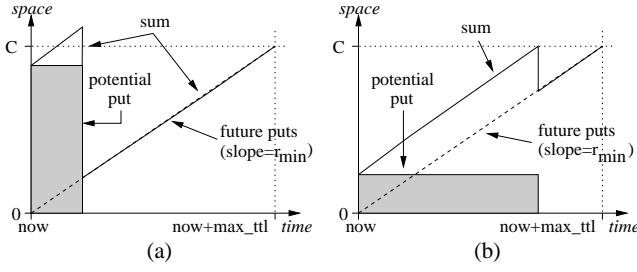 space
C
sum
potential
put
future puts
(slope=r_min)
0
now
now+max_ttl
time
(a)
space
C
sum
potential
put
future puts
(slope=r_min)
0
now
now+max_ttl
time
(b)